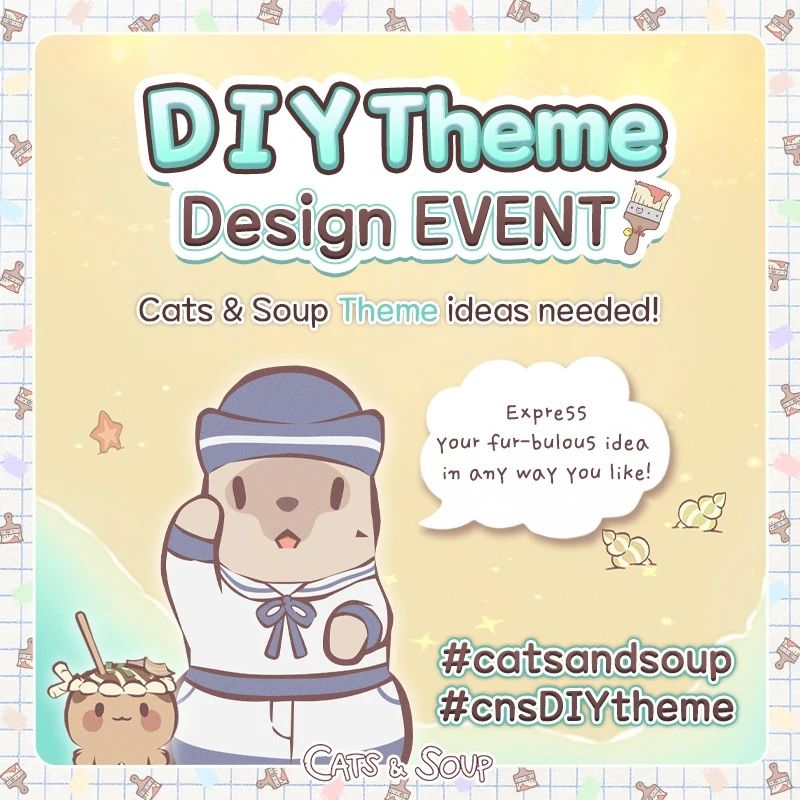 DIY Theme
Design EVENT
Cats & Soup Theme ideas needed!
Express
your fur-bulous idea
in any way you like!
#catsandsoup
#cnsDIYtheme
CATS & SOUP